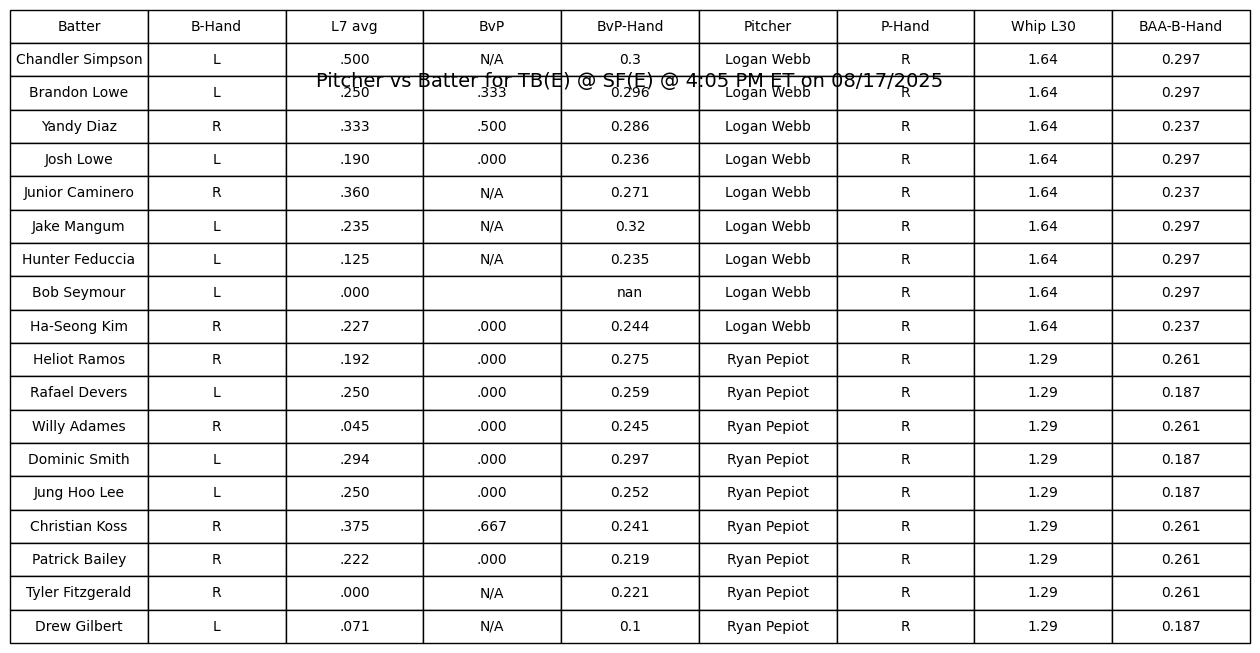 Batter B-Hand L7 avg BvP BvP-Hand Pitcher P-Hand Whip L30 BAA-B-Hand
Chandler Simpson L .500 N/A 0.3 Logan Webb R 1.64 0.297
Pitcher vs Batter for TB(E) @ SF(E) @ 4:05 PM ET on 08/17/2025
Brandon Lowe L .250 .333 0.296 Logan Webb R 1.64 0.297
Yandy Diaz R .333 .500 0.286 Logan Webb R 1.64 0.237
Josh Lowe L .190 .000 0.236 Logan Webb R 1.64 0.297
Junior Caminero R .360 N/A 0.271 Logan Webb R 1.64 0.237
Jake Mangum L .235 N/A 0.32 Logan Webb R 1.64 0.297
Hunter Feduccia L .125 N/A 0.235 Logan Webb R 1.64 0.297
Bob Seymour L .000 nan Logan Webb R 1.64 0.297
Ha-Seong Kim R .227 .000 0.244 Logan Webb R 1.64 0.237
Heliot Ramos R .192 .000 0.275 Ryan Pepiot R 1.29 0.261
Rafael Devers L .250 .000 0.259 Ryan Pepiot R 1.29 0.187
Willy Adames R .045 .000 0.245 Ryan Pepiot R 1.29 0.261
Dominic Smith L .294 .000 0.297 Ryan Pepiot R 1.29 0.187
Jung Hoo Lee L .250 .000 0.252 Ryan Pepiot R 1.29 0.187
Christian Koss R .375 .667 0.241 Ryan Pepiot R 1.29 0.261
Patrick Bailey R .222 .000 0.219 Ryan Pepiot R 1.29 0.261
Tyler Fitzgerald R .000 N/A 0.221 Ryan Pepiot R 1.29 0.261
Drew Gilbert L .071 N/A 0.1 Ryan Pepiot R 1.29 0.187